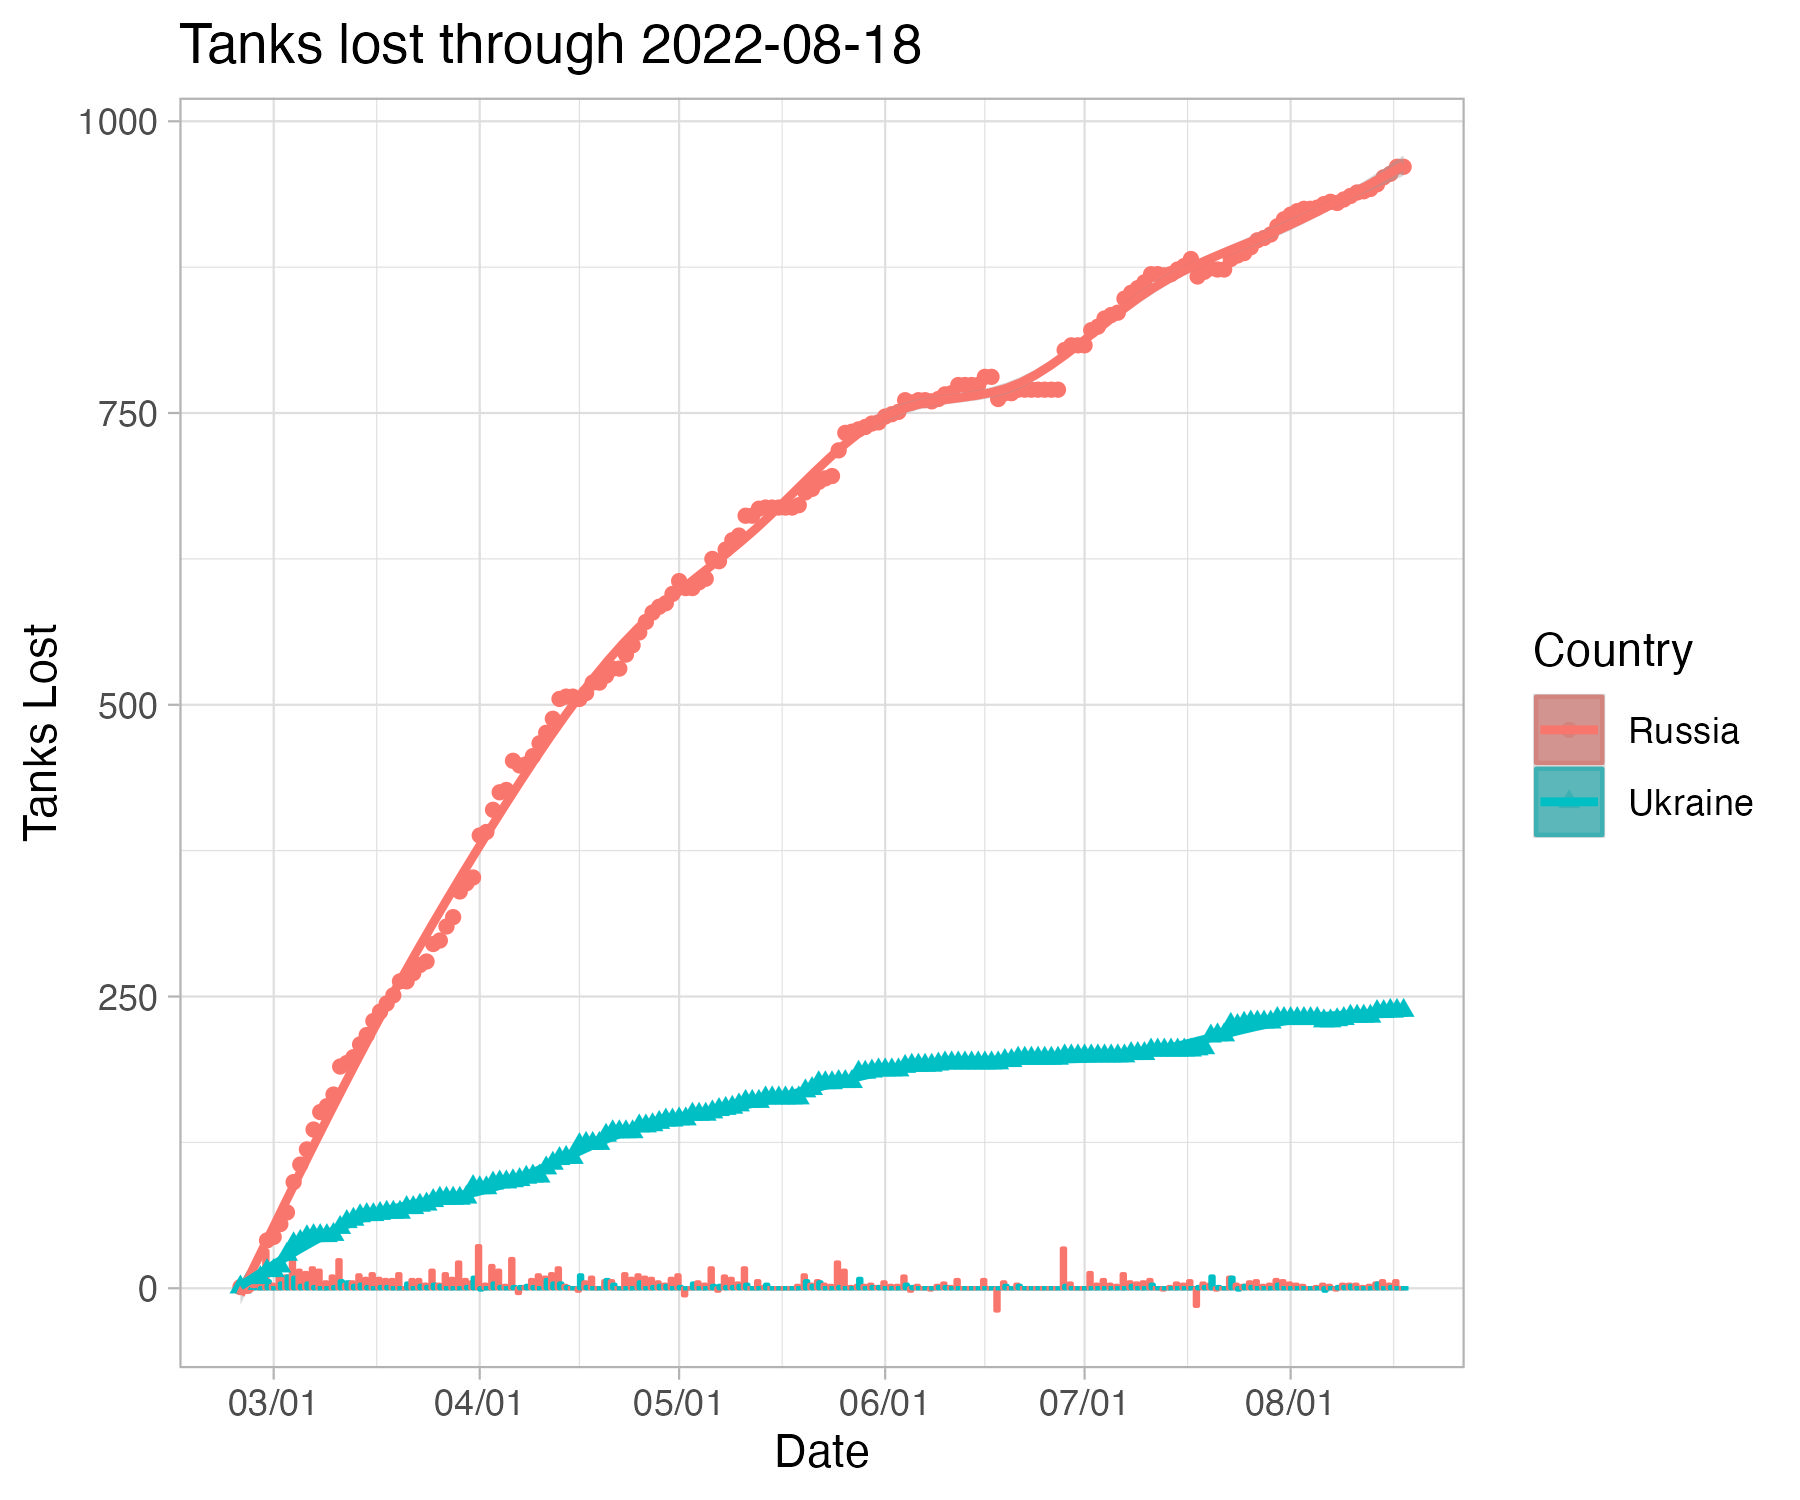 Tanks lost through 2022-08-18
1000
750
500
250
0
Tanks Lost
03/01 04/01 05/01 06/01 07/01 08/01
Date
Country
Russia
Ukraine